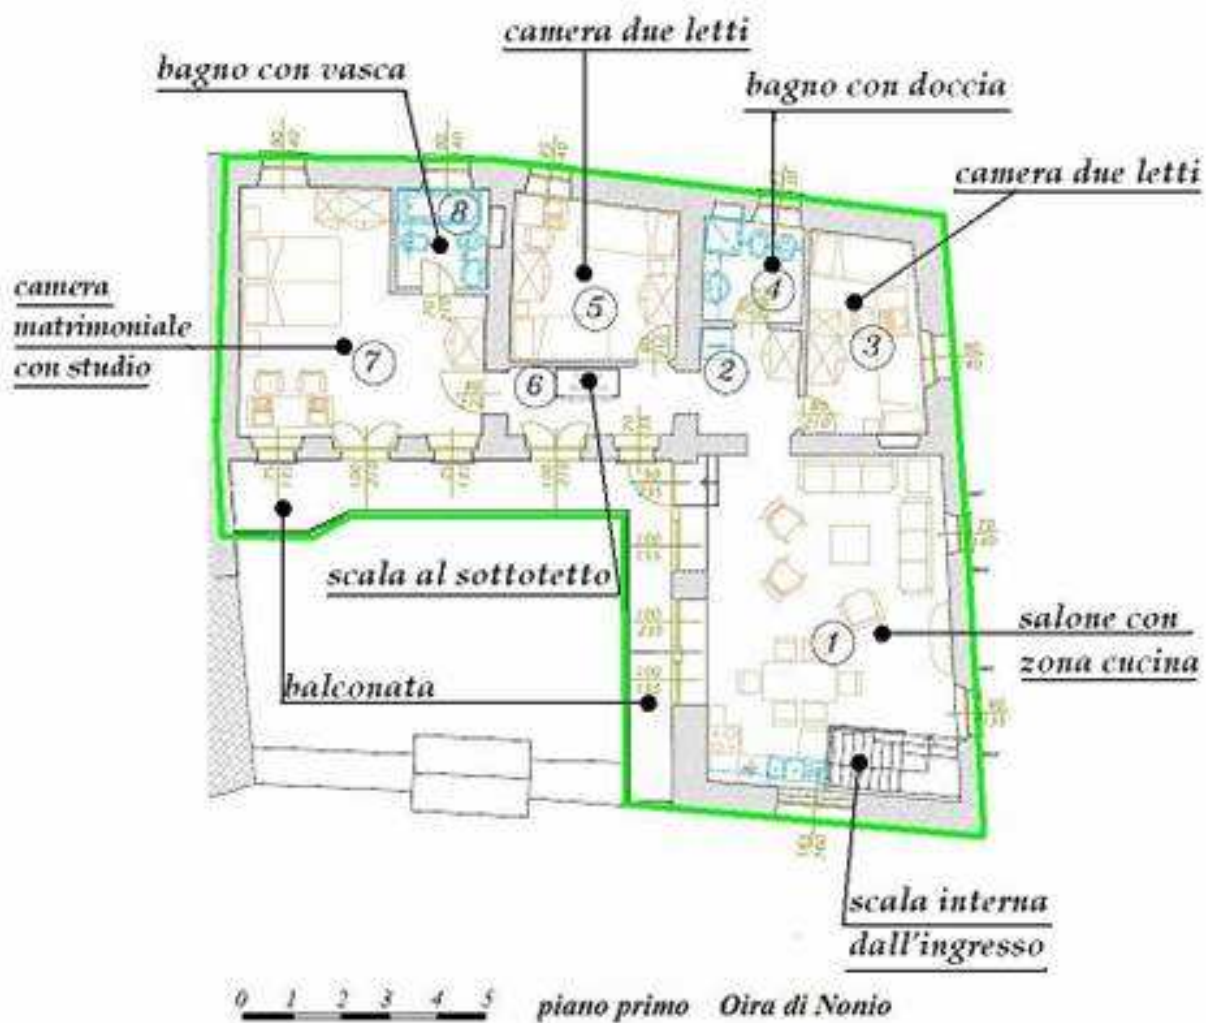 camera due letti
bagno con vasca
bagno con doccia
camera due letti
camera
matrimoniale
con studio
8
5
4
3
7
6
2
scala al sottotetto
1
salone con
zona cucina
balconata
scala interna
dall'ingresso
0 1 2 3 4 5
piano primo Oira di Nonio